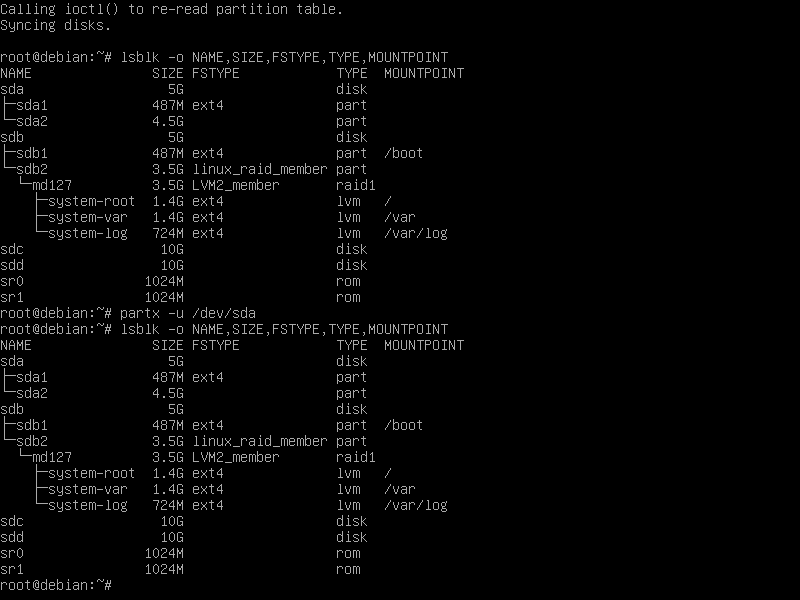 Calling ioctl() to re-read partition table.
Syncing disks.

root@debian:~# lsblk -o NAME,SIZE,FSTYPE,TYPE,MOUNTPOINT
NAME               SIZE FSTYPE            TYPE  MOUNTPOINT
sda                  5G                   disk
├─sda1             487M ext4              part
└─sda2             4.5G                   part
sdb                  5G                   disk
├─sdb1             487M ext4              part  /boot
└─sdb2             3.5G linux_raid_member part
  └─md127          3.5G LVM2_member       raid1
    ├─system-root  1.4G ext4              lvm   /
    ├─system-var   1.4G ext4              lvm   /var
    └─system-log   724M ext4              lvm   /var/log
sdc                 10G                   disk
sdd                 10G                   disk
sr0               1024M                   rom
sr1               1024M                   rom
root@debian:~# partx -u /dev/sda
root@debian:~# lsblk -o NAME,SIZE,FSTYPE,TYPE,MOUNTPOINT
NAME               SIZE FSTYPE            TYPE  MOUNTPOINT
sda                  5G                   disk
├─sda1             487M ext4              part
└─sda2             4.5G                   part
sdb                  5G                   disk
├─sdb1             487M ext4              part  /boot
└─sdb2             3.5G linux_raid_member part
  └─md127          3.5G LVM2_member       raid1
    ├─system-root  1.4G ext4              lvm   /
    ├─system-var   1.4G ext4              lvm   /var
    └─system-log   724M ext4              lvm   /var/log
sdc                 10G                   disk
sdd                 10G                   disk
sr0               1024M                   rom
sr1               1024M                   rom
root@debian:~#